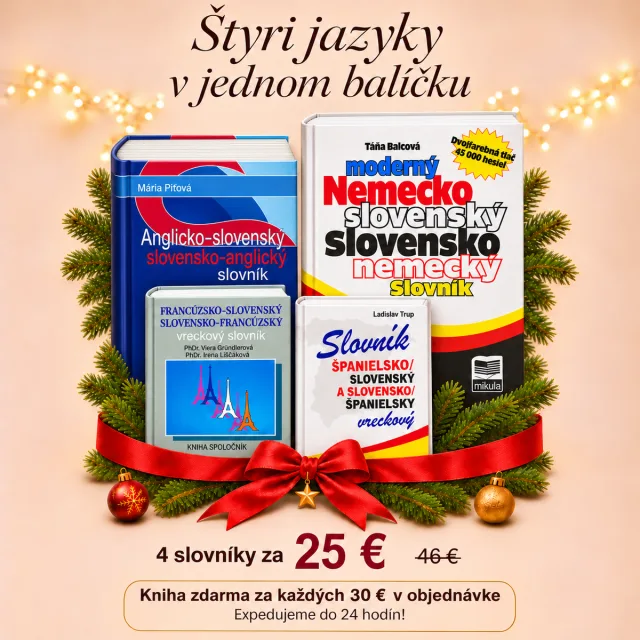 Štyri jazyky
v jednom balíčku
Mária Piťová
Anglicko-slovenský
slovensko-anglický
slovník
Táňa Balcová
Dvojfarebná tlač
45 000 hesiel
moderný
Nemecko
slovenský
Slovensko
nemecký
Slovník
mikula
FRANCÚZSKO-SLOVENSKÝ
SLOVENSKO-FRANCÚZSKÝ
vreckový slovník
PhDr. Viera Gründlerová
PhDr. Irena Liščáková
KNIHA SPOLOČNÍK
Ladislav Trup
Slovník
ŠPANIELSKO/
SLOVENSKÝ
A SLOVENSKO/
ŠPANIELSKY
vreckový
4 slovníky za 25 € 46 €
Kniha zdarma za každých 30 € v objednávke
Expedujeme do 24 hodín!